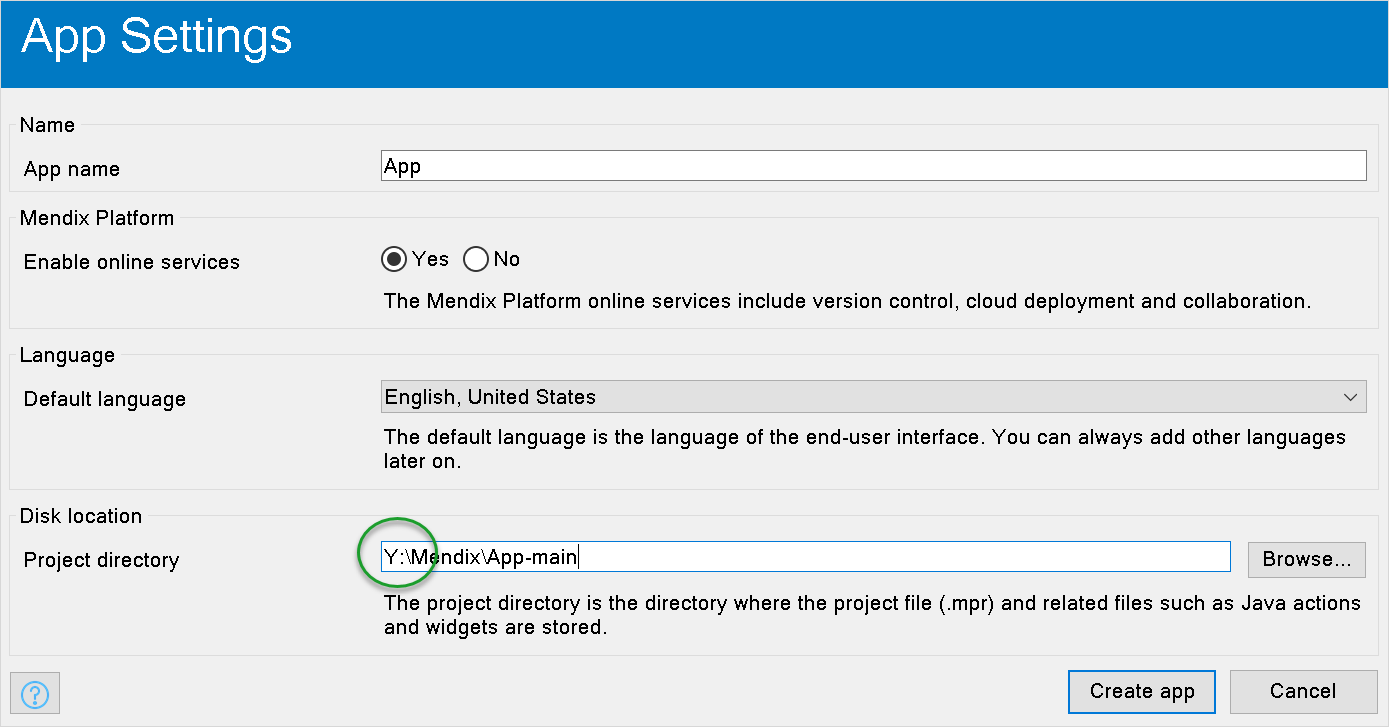 App Settings
Name
App name
App
Mendix Platform
Enable online services
Yes
No
The Mendix Platform online services include version control, cloud deployment and collaboration.
Language
Default language
English, United States
The default language is the language of the end-user interface. You can always add other languages
later on.
Disk location
Project directory
Y:\Mendix\App-main
Browse...
The project directory is the directory where the project file (.mpr) and related files such as Java actions
and widgets are stored.
?
Create app
Cancel